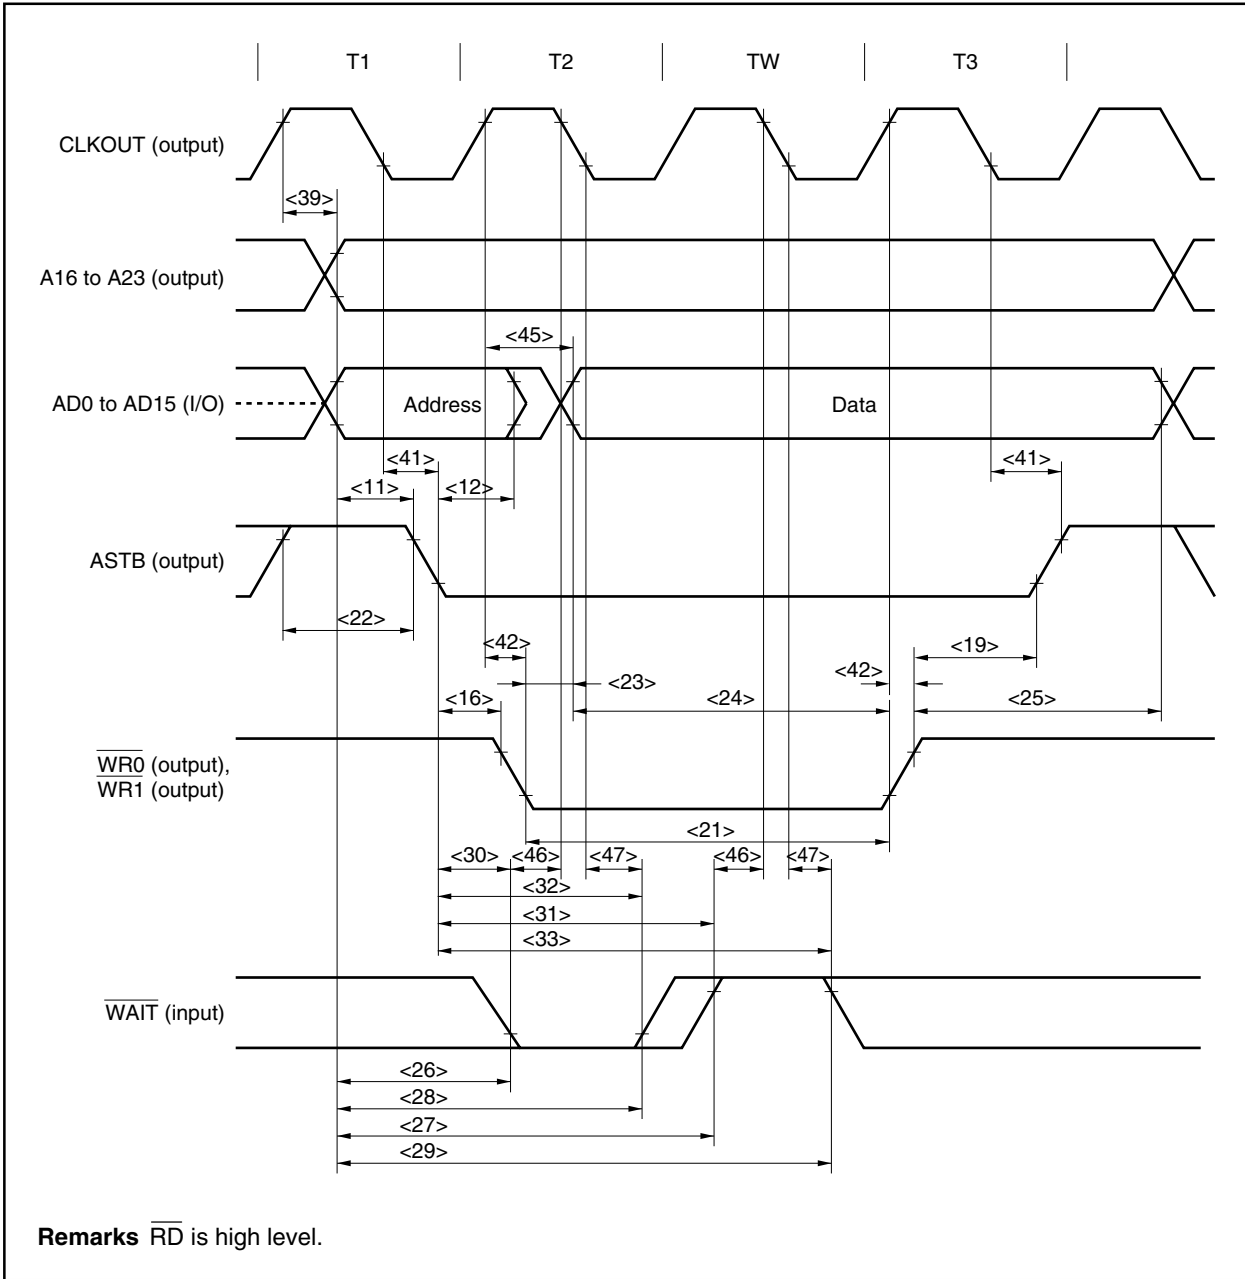 T1 T2 TW T3
CLKOUT (output)
<39>
A16 to A23 (output)
<45>
AD0 to AD15 (I/O) Address Data
<41> <41>
<11> <12>
ASTB (output)
<22>
<42> <19>
<42>
<23>
<16> <24> <25>
WR0 (output),
WR1 (output)
<21>
<30> <46> <47> <46> <47>
<32>
<31>
<33>
WAIT (input)
<26>
<28>
<27>
<29>
Remarks RD is high level.